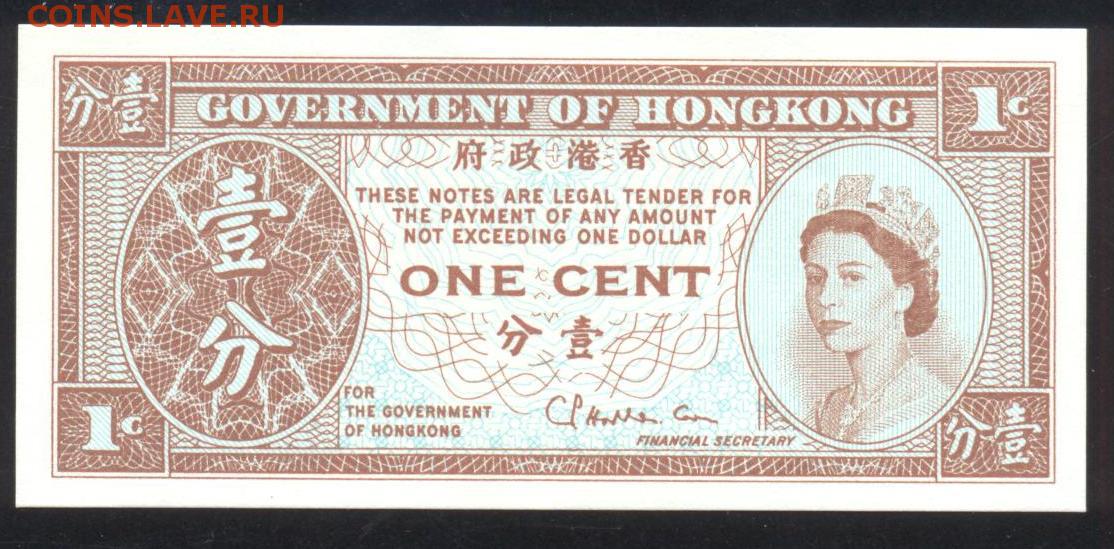 COINS.LAVE.RU
分壹
GOVERNMENT OF HONGKONG
1C
府政港香
THESE NOTES ARE LEGAL TENDER FOR
THE PAYMENT OF ANY AMOUNT
NOT EXCEEDING ONE DOLLAR
壹分
ONE CENT
分壹
FOR
THE GOVERNMENT
OF HONGKONG
FINANCIAL SECRETARY
1C
分壹